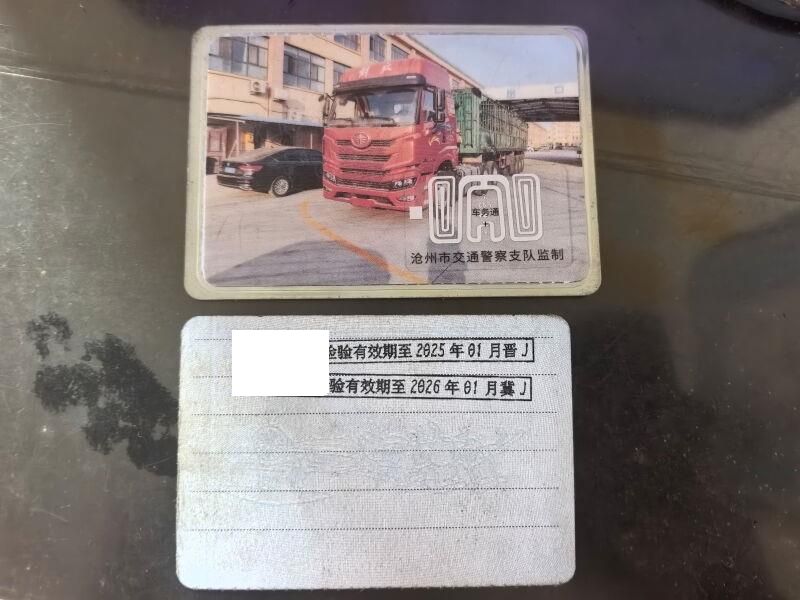 解放
车务通
沧州市交通警察支队监制
检验有效期至2025年01月晋J
验有效期至2026年01月冀J